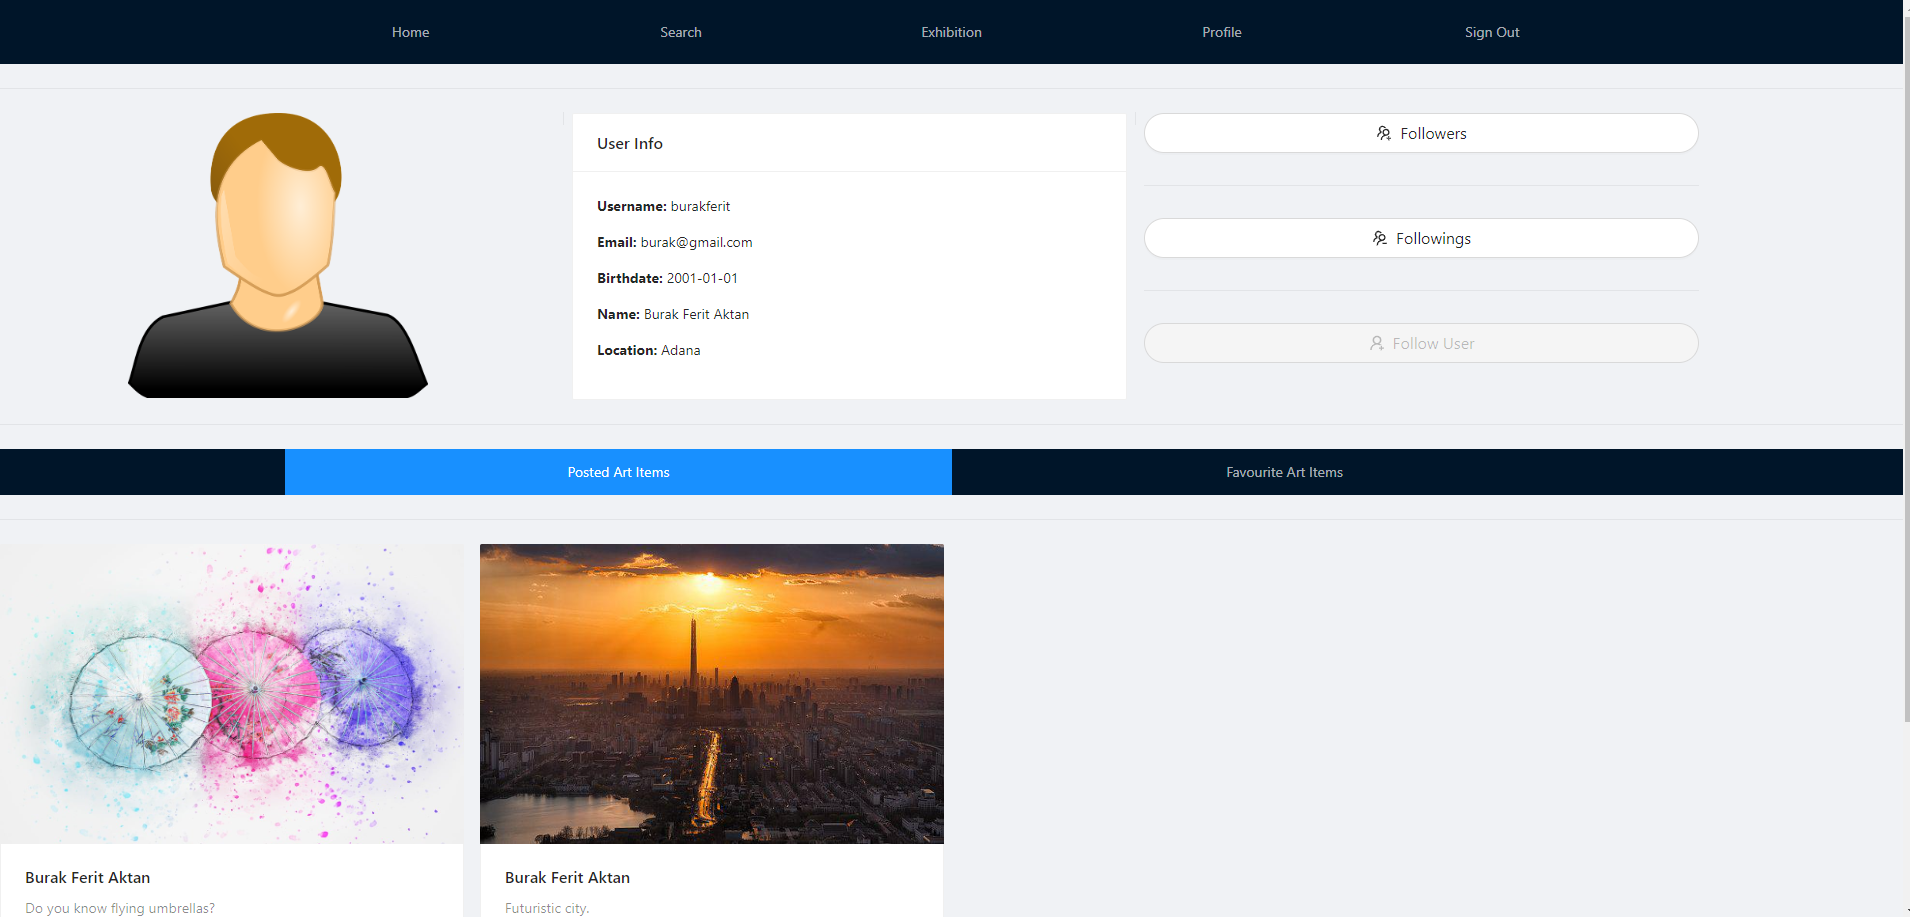 Home Search Exhibition Profile Sign Out
User Info
Username: burakferit
Email: burak@gmail.com
Birthdate: 2001-01-01
Name: Burak Ferit Aktan
Location: Adana
Followers
Followings
Follow User
Posted Art Items Favourite Art Items
Burak Ferit Aktan
Do you know flying umbrellas?
Burak Ferit Aktan
Futuristic city.